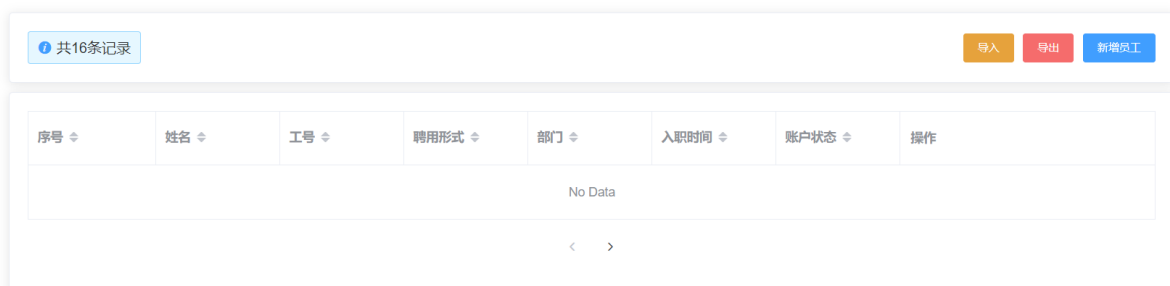 共16条记录 导入 导出 新增员工
序号 姓名 工号 聘用形式 部门 入职时间 账户状态 操作
No Data